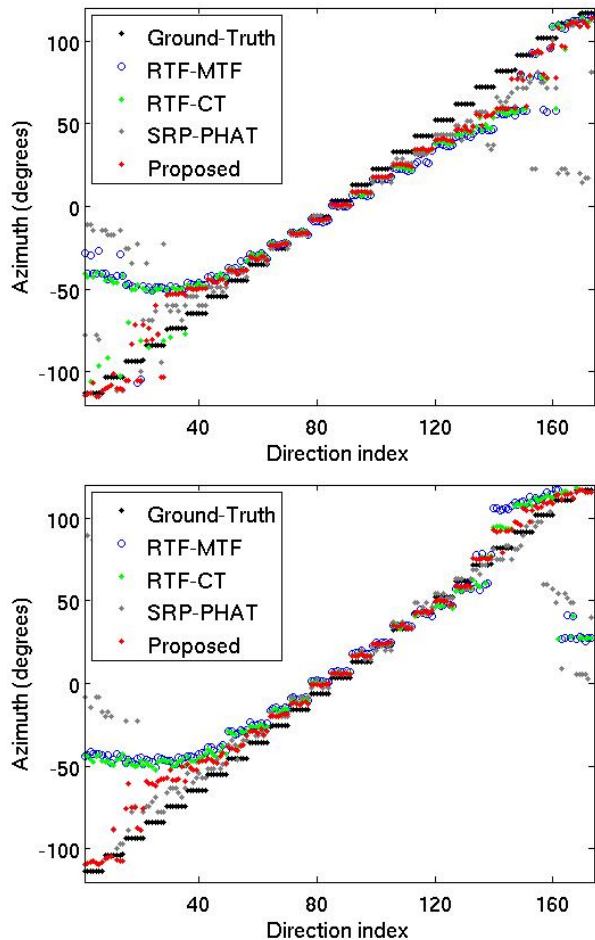 100
50
0
-50
-100
Azimuth (degrees)
Ground-Truth
RTF-MTF
RTF-CT
SRP-PHAT
Proposed
40
80
120
160
Direction index
100
50
0
-50
-100
Azimuth (degrees)
Ground-Truth
RTF-MTF
RTF-CT
SRP-PHAT
Proposed
40
80
120
160
Direction index